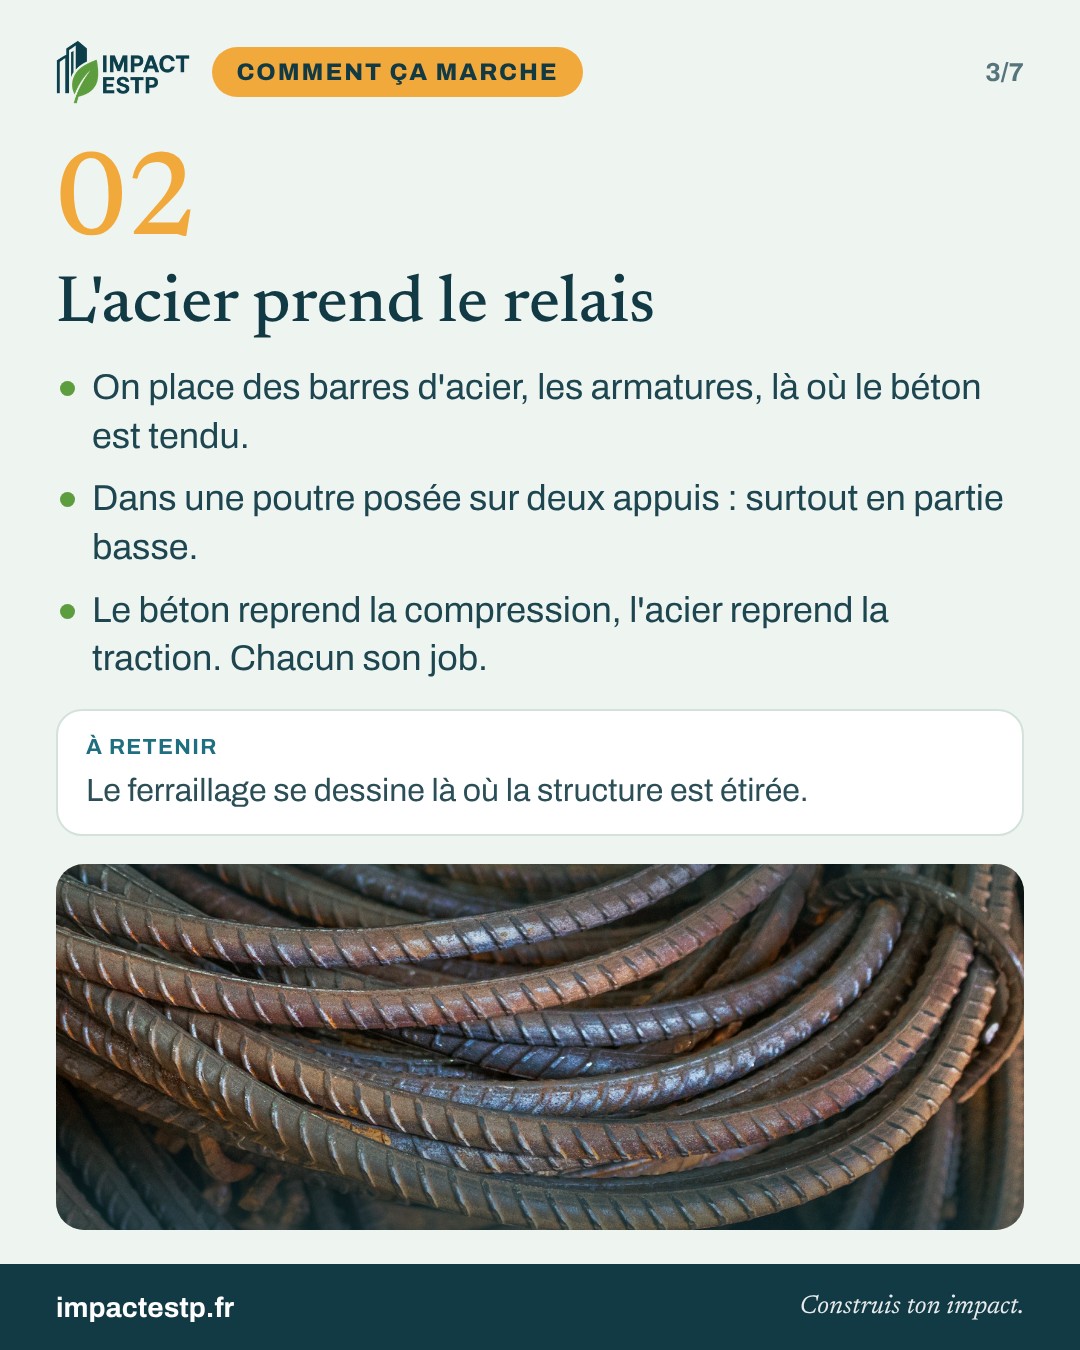 IMPACT
ESTP
COMMENT ÇA MARCHE
3/7
02
L'acier prend le relais
On place des barres d'acier, les armatures, là où le béton
est tendu.
Dans une poutre posée sur deux appuis : surtout en partie
basse.
Le béton reprend la compression, l'acier reprend la
traction. Chacun son job.
À RETENIR
Le ferraillage se dessine là où la structure est étirée.
impactestp.fr
Construis ton impact.